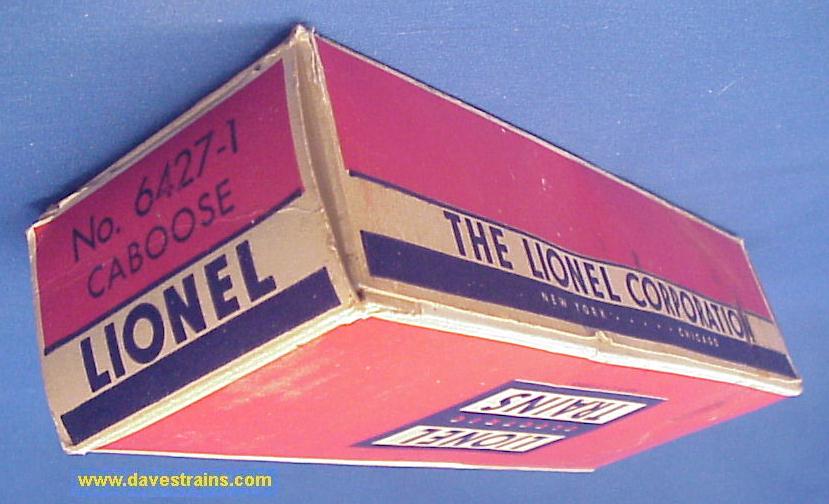 No. 6427-1
CABOOSE
LIONEL
THE LIONEL CORPORATION
NEW YORK · · · · · CHICAGO
LIONEL
TRAINS
www.davestrains.com